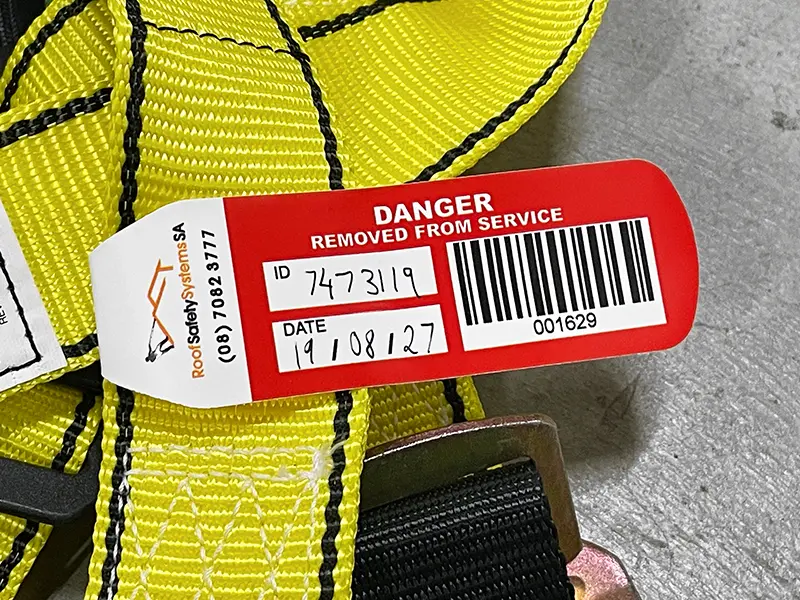 DANGER
REMOVED FROM SERVICE
ID 7473119
DATE 19/08/27
001629
RoofSafetySystemsSA
(08) 7082 3777